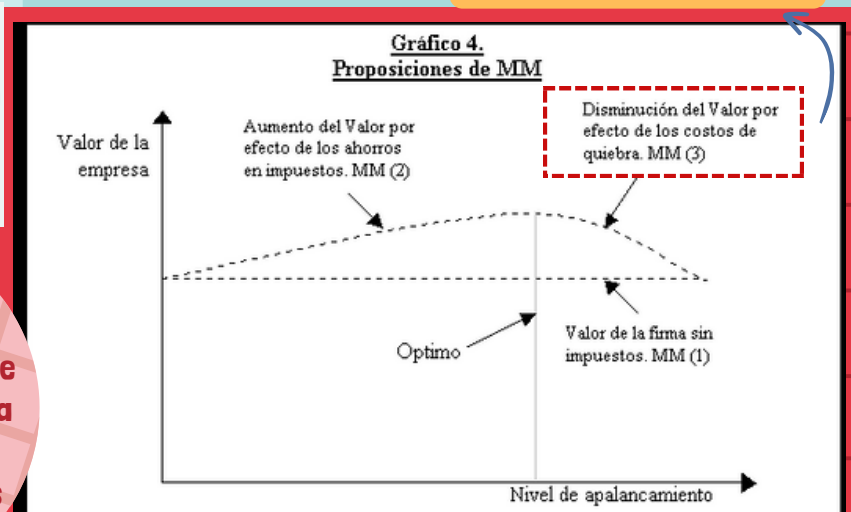 Gráfico 4.
Proposiciones de MM
Valor de la
empresa
Aumento del Valor por
efecto de los ahorros
en impuestos. MM (2)
Disminución del Valor por
efecto de los costos de
quiebra. MM (3)
Optimo
Valor de la firma sin
impuestos. MM (1)
Nivel de apalancamiento
e
a
s